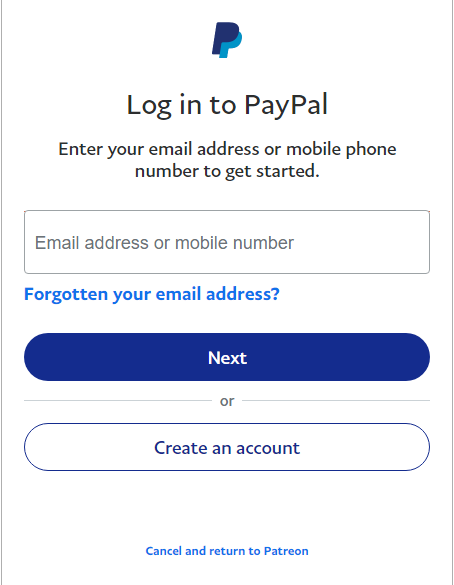 Log in to PayPal
Enter your email address or mobile phone
number to get started.
Email address or mobile number
Forgotten your email address?
Next
or
Create an account
Cancel and return to Patreon